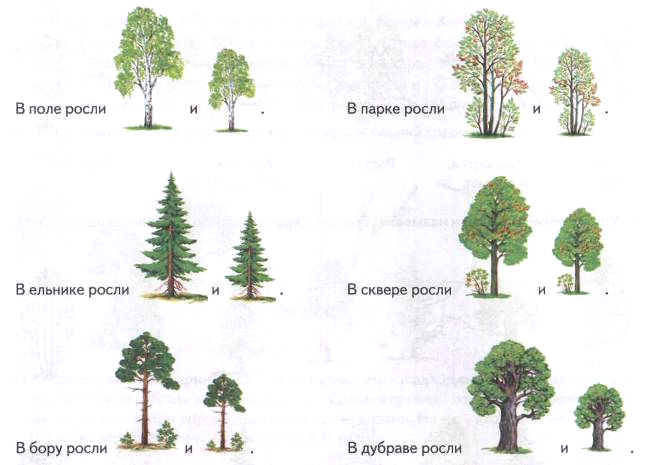 В поле росли и .
В парке росли и .
В ельнике росли и .
В сквере росли и .
В бору росли и .
В дубраве росли и .